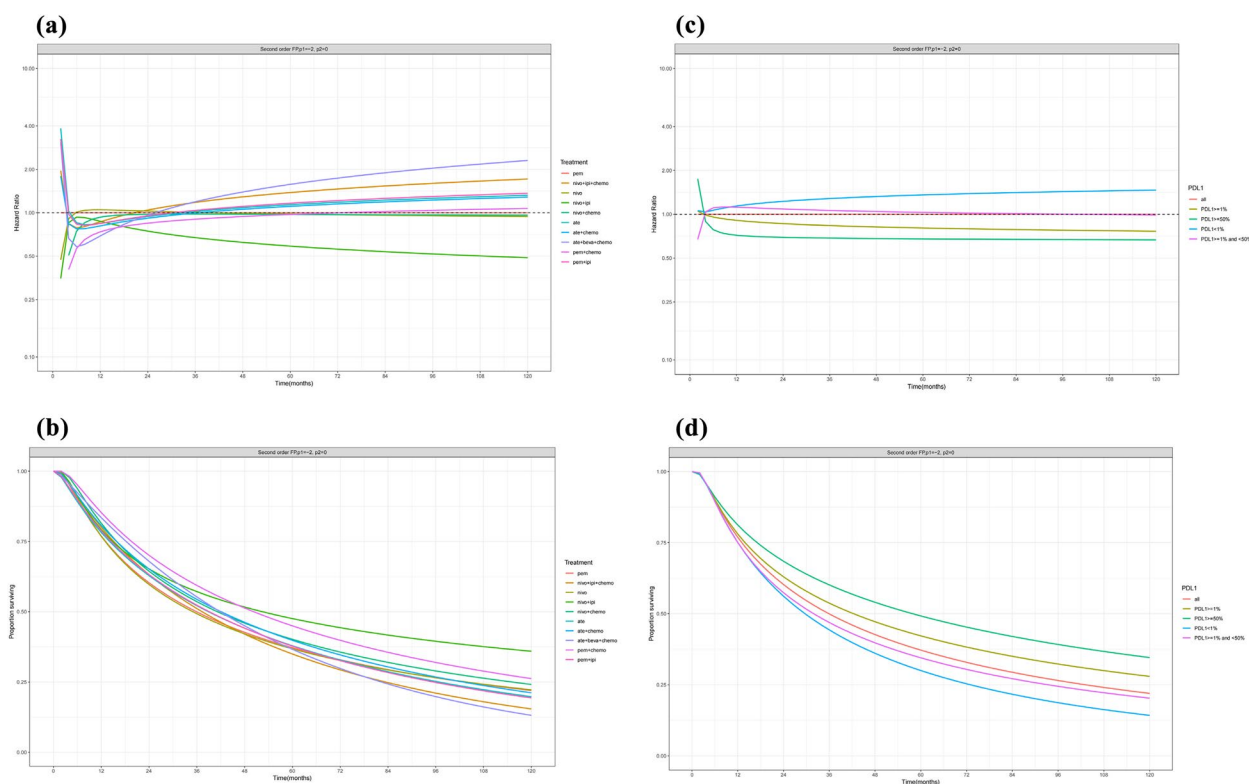 (a)
Second order FP,p1=-2, p2=0
10.00
4.00
2.00
1.00
0.50
0.25
0.10
Hazard Ratio
0 12 24 36 48 60 72 84 96 108 120
Time(months)
Treatment
pem
nivo+ipi+chemo
nivo
nivo+ipi
nivo+chemo
ate
ate+chemo
ate+beva+chemo
pem+chemo
pem+ipi
(c)
Second order FP,p1=-2, p2=0
10.00
4.00
2.00
1.00
0.50
0.25
0.10
Hazard Ratio
0 12 24 36 48 60 72 84 96 108 120
Time(months)
PDL1
all
PDL1>=1%
PDL1>=50%
PDL1<1%
PDL1>=1% and <50%
(b)
Second order FP,p1=-2, p2=0
1.00
0.75
0.50
0.25
0.00
Proportion surviving
0 12 24 36 48 60 72 84 96 108 120
Time(months)
Treatment
pem
nivo+ipi+chemo
nivo
nivo+ipi
nivo+chemo
ate
ate+chemo
ate+beva+chemo
pem+chemo
pem+ipi
(d)
Second order FP,p1=-2, p2=0
1.00
0.75
0.50
0.25
0.00
Proportion surviving
0 12 24 36 48 60 72 84 96 108 120
Time(months)
PDL1
all
PDL1>=1%
PDL1>=50%
PDL1<1%
PDL1>=1% and <50%